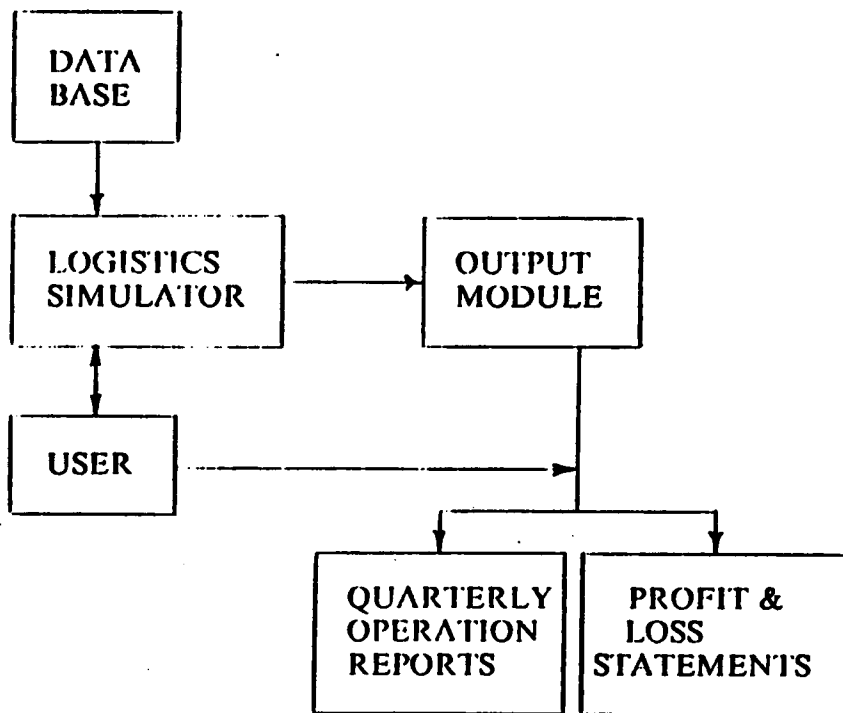 DATA
BASE
LOGISTICS
SIMULATOR
OUTPUT
MODULE
USER
QUARTERLY
OPERATION
REPORTS
PROFIT &
LOSS
STATEMENTS